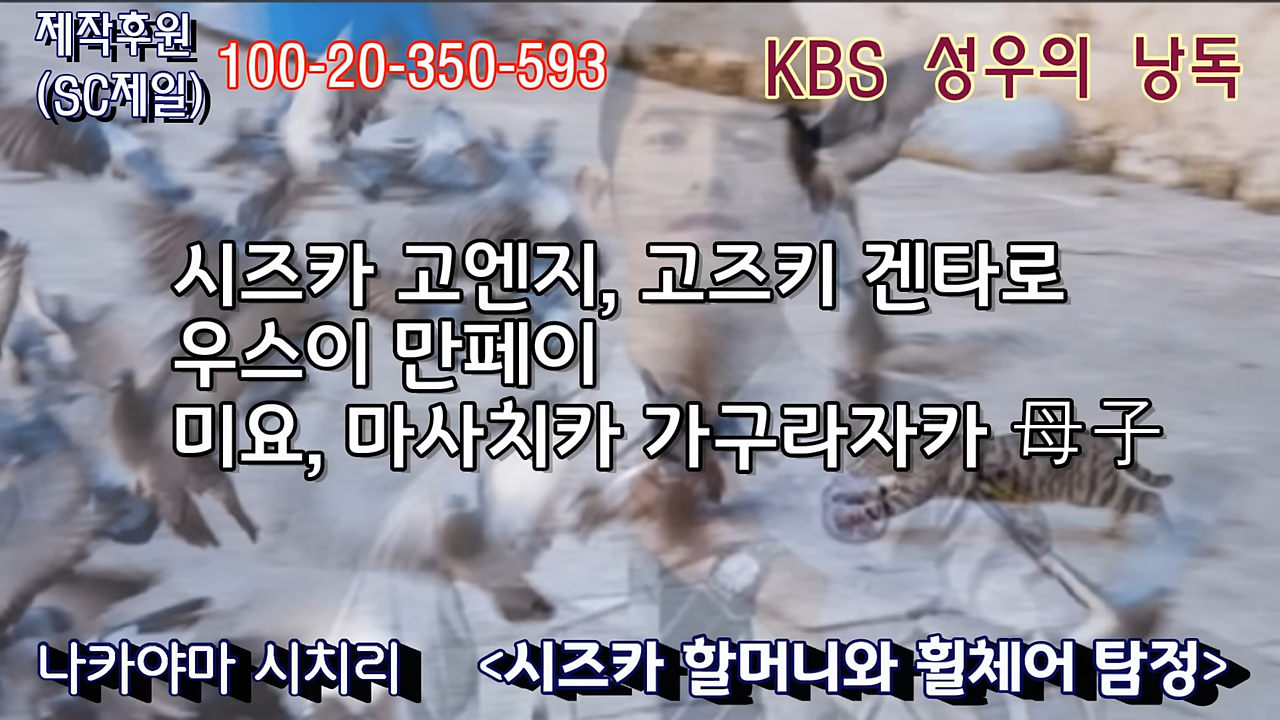 제작후원
(SC제일)
100-20-350-593
KBS 성우의 낭독
시즈카 고엔지, 고즈키 겐타로
우스이 만페이
미요, 마사치카 가구라자카 母子
나카야마 시치리
<시즈카 할머니와 휠체어 탐정>